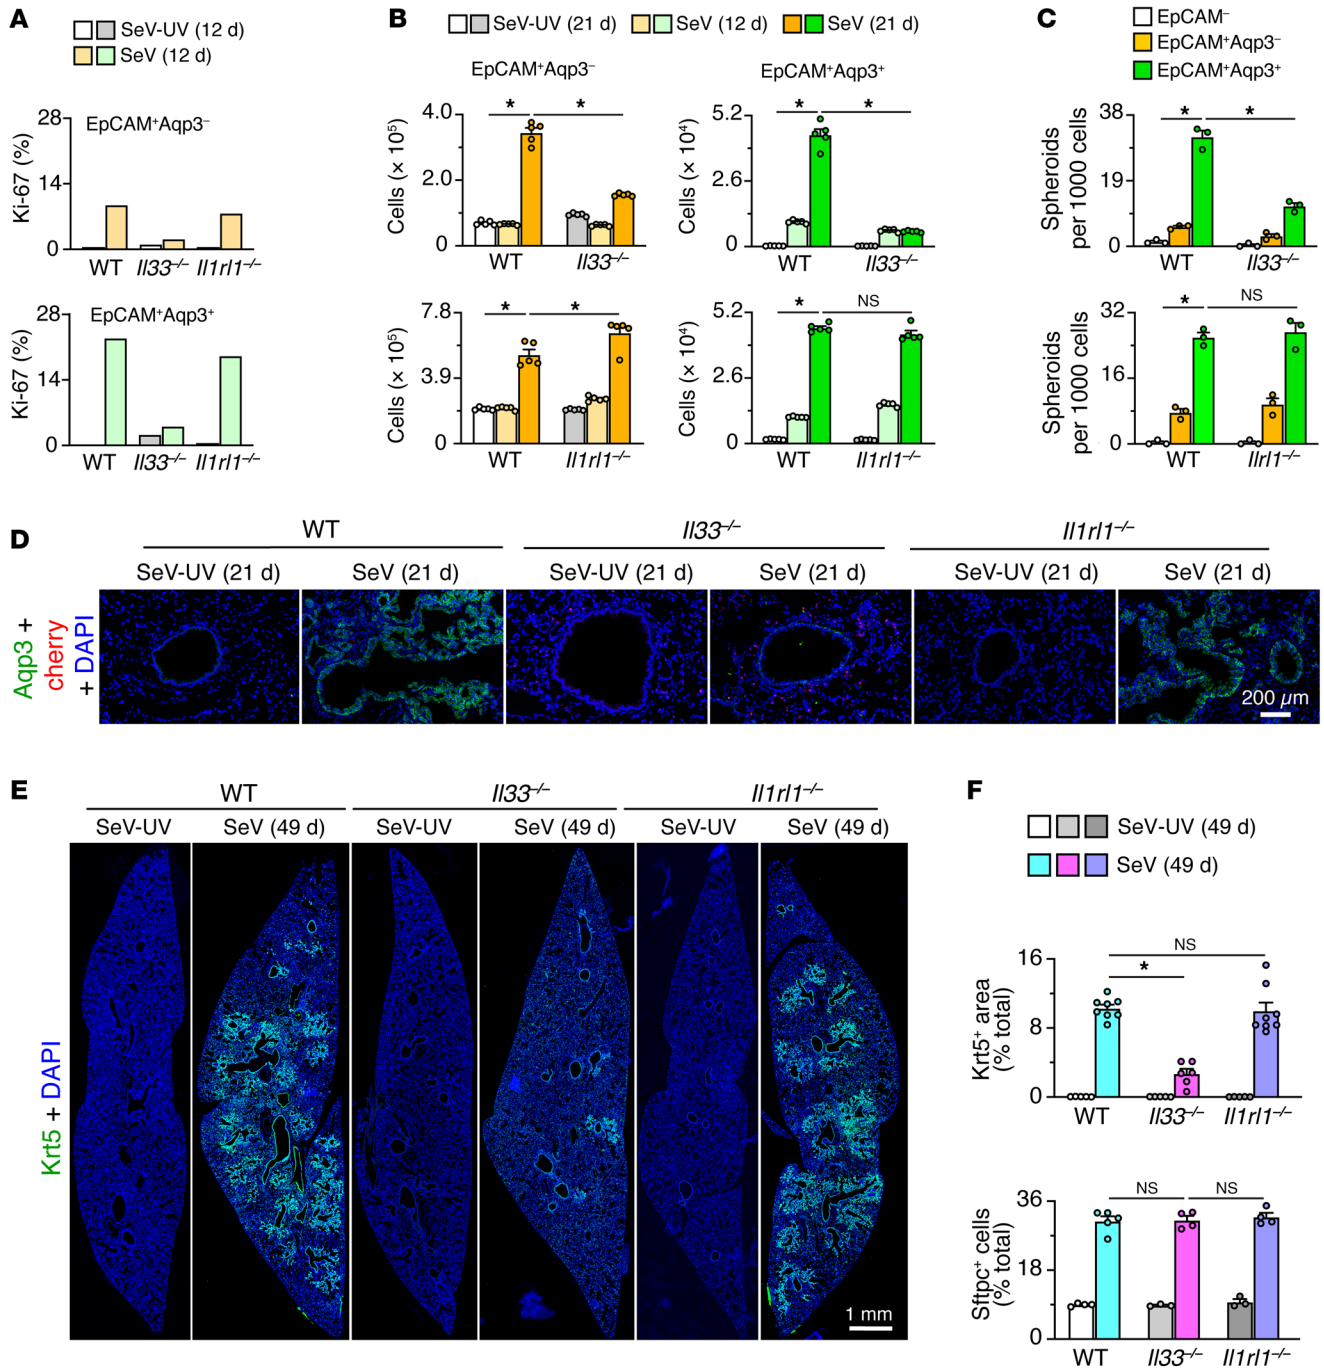 A
SeV-UV (12 d)
SeV (12 d)
28
14
0
Ki-67 (%)
EpCAM⁺Aqp3⁻
WT
Il33⁻/⁻
Il1rl1⁻/⁻
28
14
0
Ki-67 (%)
EpCAM⁺Aqp3⁺
WT
Il33⁻/⁻
Il1rl1⁻/⁻
B
SeV-UV (21 d)
SeV (12 d)
SeV (21 d)
EpCAM⁺Aqp3⁻
4.0
2.0
0
Cells (× 10⁵)
*
*
WT
Il33⁻/⁻
EpCAM⁺Aqp3⁺
5.2
2.6
0
Cells (× 10⁴)
*
*
WT
Il33⁻/⁻
7.8
3.9
0
Cells (× 10⁵)
*
*
WT
Il1rl1⁻/⁻
5.2
2.6
0
Cells (× 10⁴)
*
NS
WT
Il1rl1⁻/⁻
C
EpCAM⁻
EpCAM⁺Aqp3⁻
EpCAM⁺Aqp3⁺
38
19
0
Spheroids
per 1000 cells
*
*
WT
Il33⁻/⁻
32
16
0
Spheroids
per 1000 cells
*
NS
WT
Ilrl1⁻/⁻
D
WT
Il33⁻/⁻
Il1rl1⁻/⁻
SeV-UV (21 d)
SeV (21 d)
SeV-UV (21 d)
SeV (21 d)
SeV-UV (21 d)
SeV (21 d)
Aqp3 +
cherry
+ DAPI
200 µm
E
WT
Il33⁻/⁻
Il1rl1⁻/⁻
SeV-UV
SeV (49 d)
SeV-UV
SeV (49 d)
SeV-UV
SeV (49 d)
Krt5 + DAPI
1 mm
F
SeV-UV (49 d)
SeV (49 d)
16
8
0
Krt5⁺ area
(% total)
NS
*
WT
Il33⁻/⁻
Il1rl1⁻/⁻
36
18
0
Sftpc⁺ cells
(% total)
NS
NS
WT
Il33⁻/⁻
Il1rl1⁻/⁻